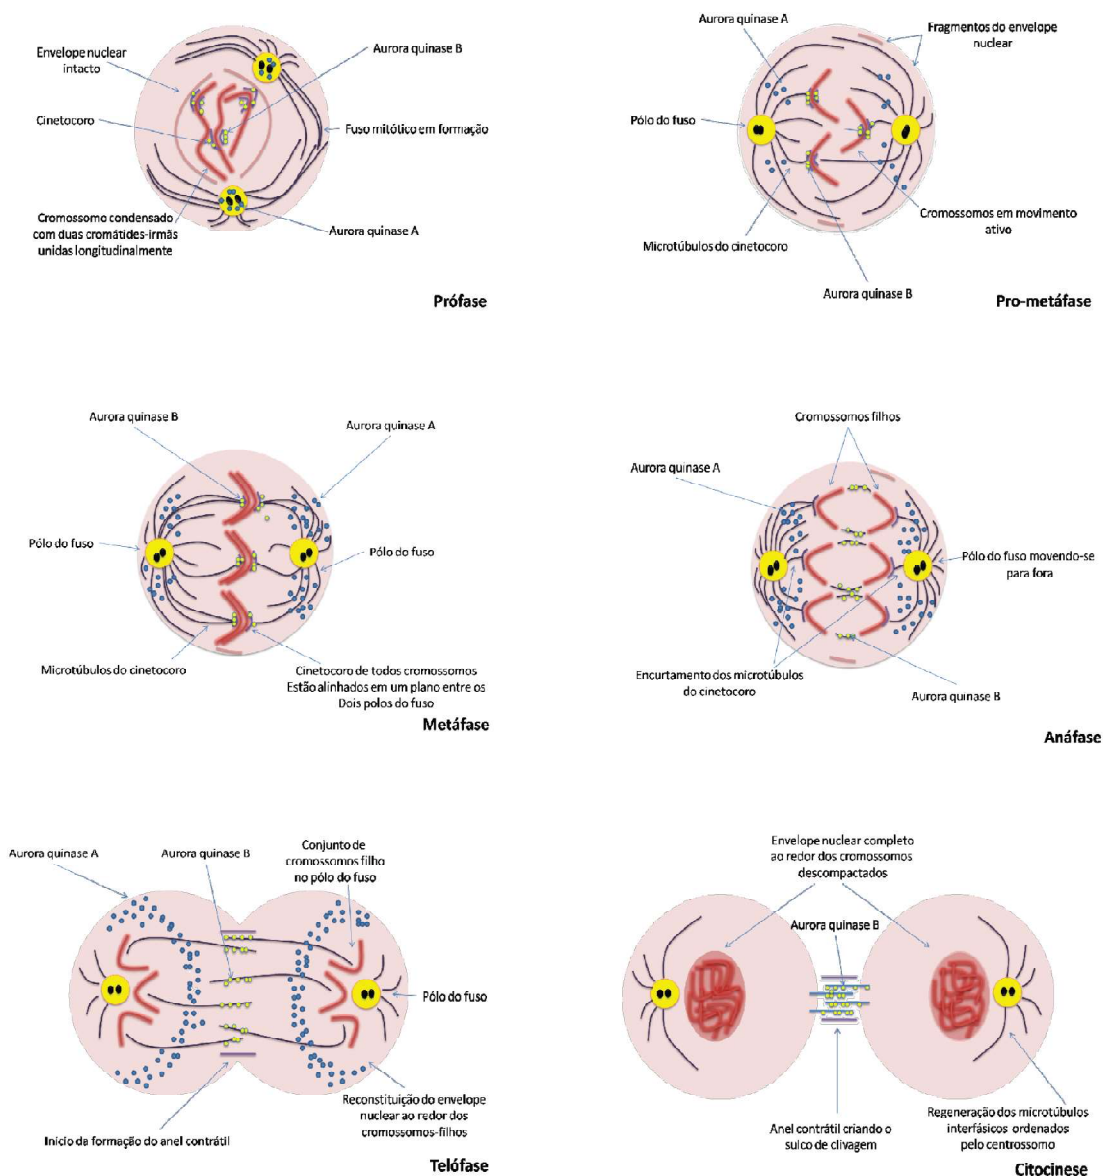 Envelope nuclear
intacto
Aurora quinase B
Cinetocoro
Fuso mitótico em formação
Cromossomo condensado
com duas cromátides-irmãs
unidas longitudinalmente
Aurora quinase A
Prófase
Aurora quinase A
Fragmentos do envelope
nuclear
Pólo do fuso
Cromossomos em movimento
ativo
Microtúbulos do cinetocoro
Aurora quinase B
Pro-metáfase
Aurora quinase B
Aurora quinase A
Pólo do fuso
Pólo do fuso
Microtúbulos do cinetocoro
Cinetocoro de todos cromossomos
Estão alinhados em um plano entre os
Dois polos do fuso
Metáfase
Cromossomos filhos
Aurora quinase A
Pólo do fuso movendo-se
para fora
Encurtamento dos microtúbulos
do cinetocoro
Aurora quinase B
Anáfase
Aurora quinase A
Aurora quinase B
Conjunto de
cromossomos filha
no pólo do fuso
Pólo do fuso
Reconstituição do envelope
nuclear ao redor dos
cromossomos-filhos
Início da formação do anel contrátil
Telófase
Envelope nuclear completo
ao redor dos cromossomos
descompactados
Aurora quinase B
Anel contrátil criando o
sulco de clivagem
Regeneração dos microtúbulos
interfásicos ordenados
pelo centrossomo
Citocinese